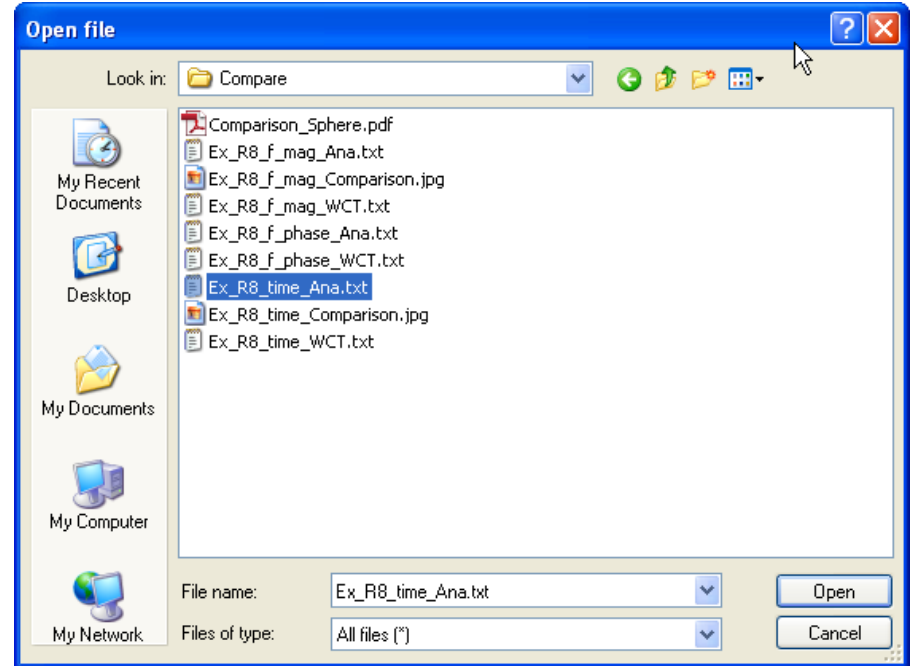 Open file
Look in: Compare
My Recent Documents
Desktop
My Documents
My Computer
My Network
Comparison_Sphere.pdf
Ex_R8_f_mag_Ana.txt
Ex_R8_f_mag_Comparison.jpg
Ex_R8_f_mag_WCT.txt
Ex_R8_f_phase_Ana.txt
Ex_R8_f_phase_WCT.txt
Ex_R8_time_Ana.txt
Ex_R8_time_Comparison.jpg
Ex_R8_time_WCT.txt
File name: Ex_R8_time_Ana.txt Open
Files of type: All files (*) Cancel